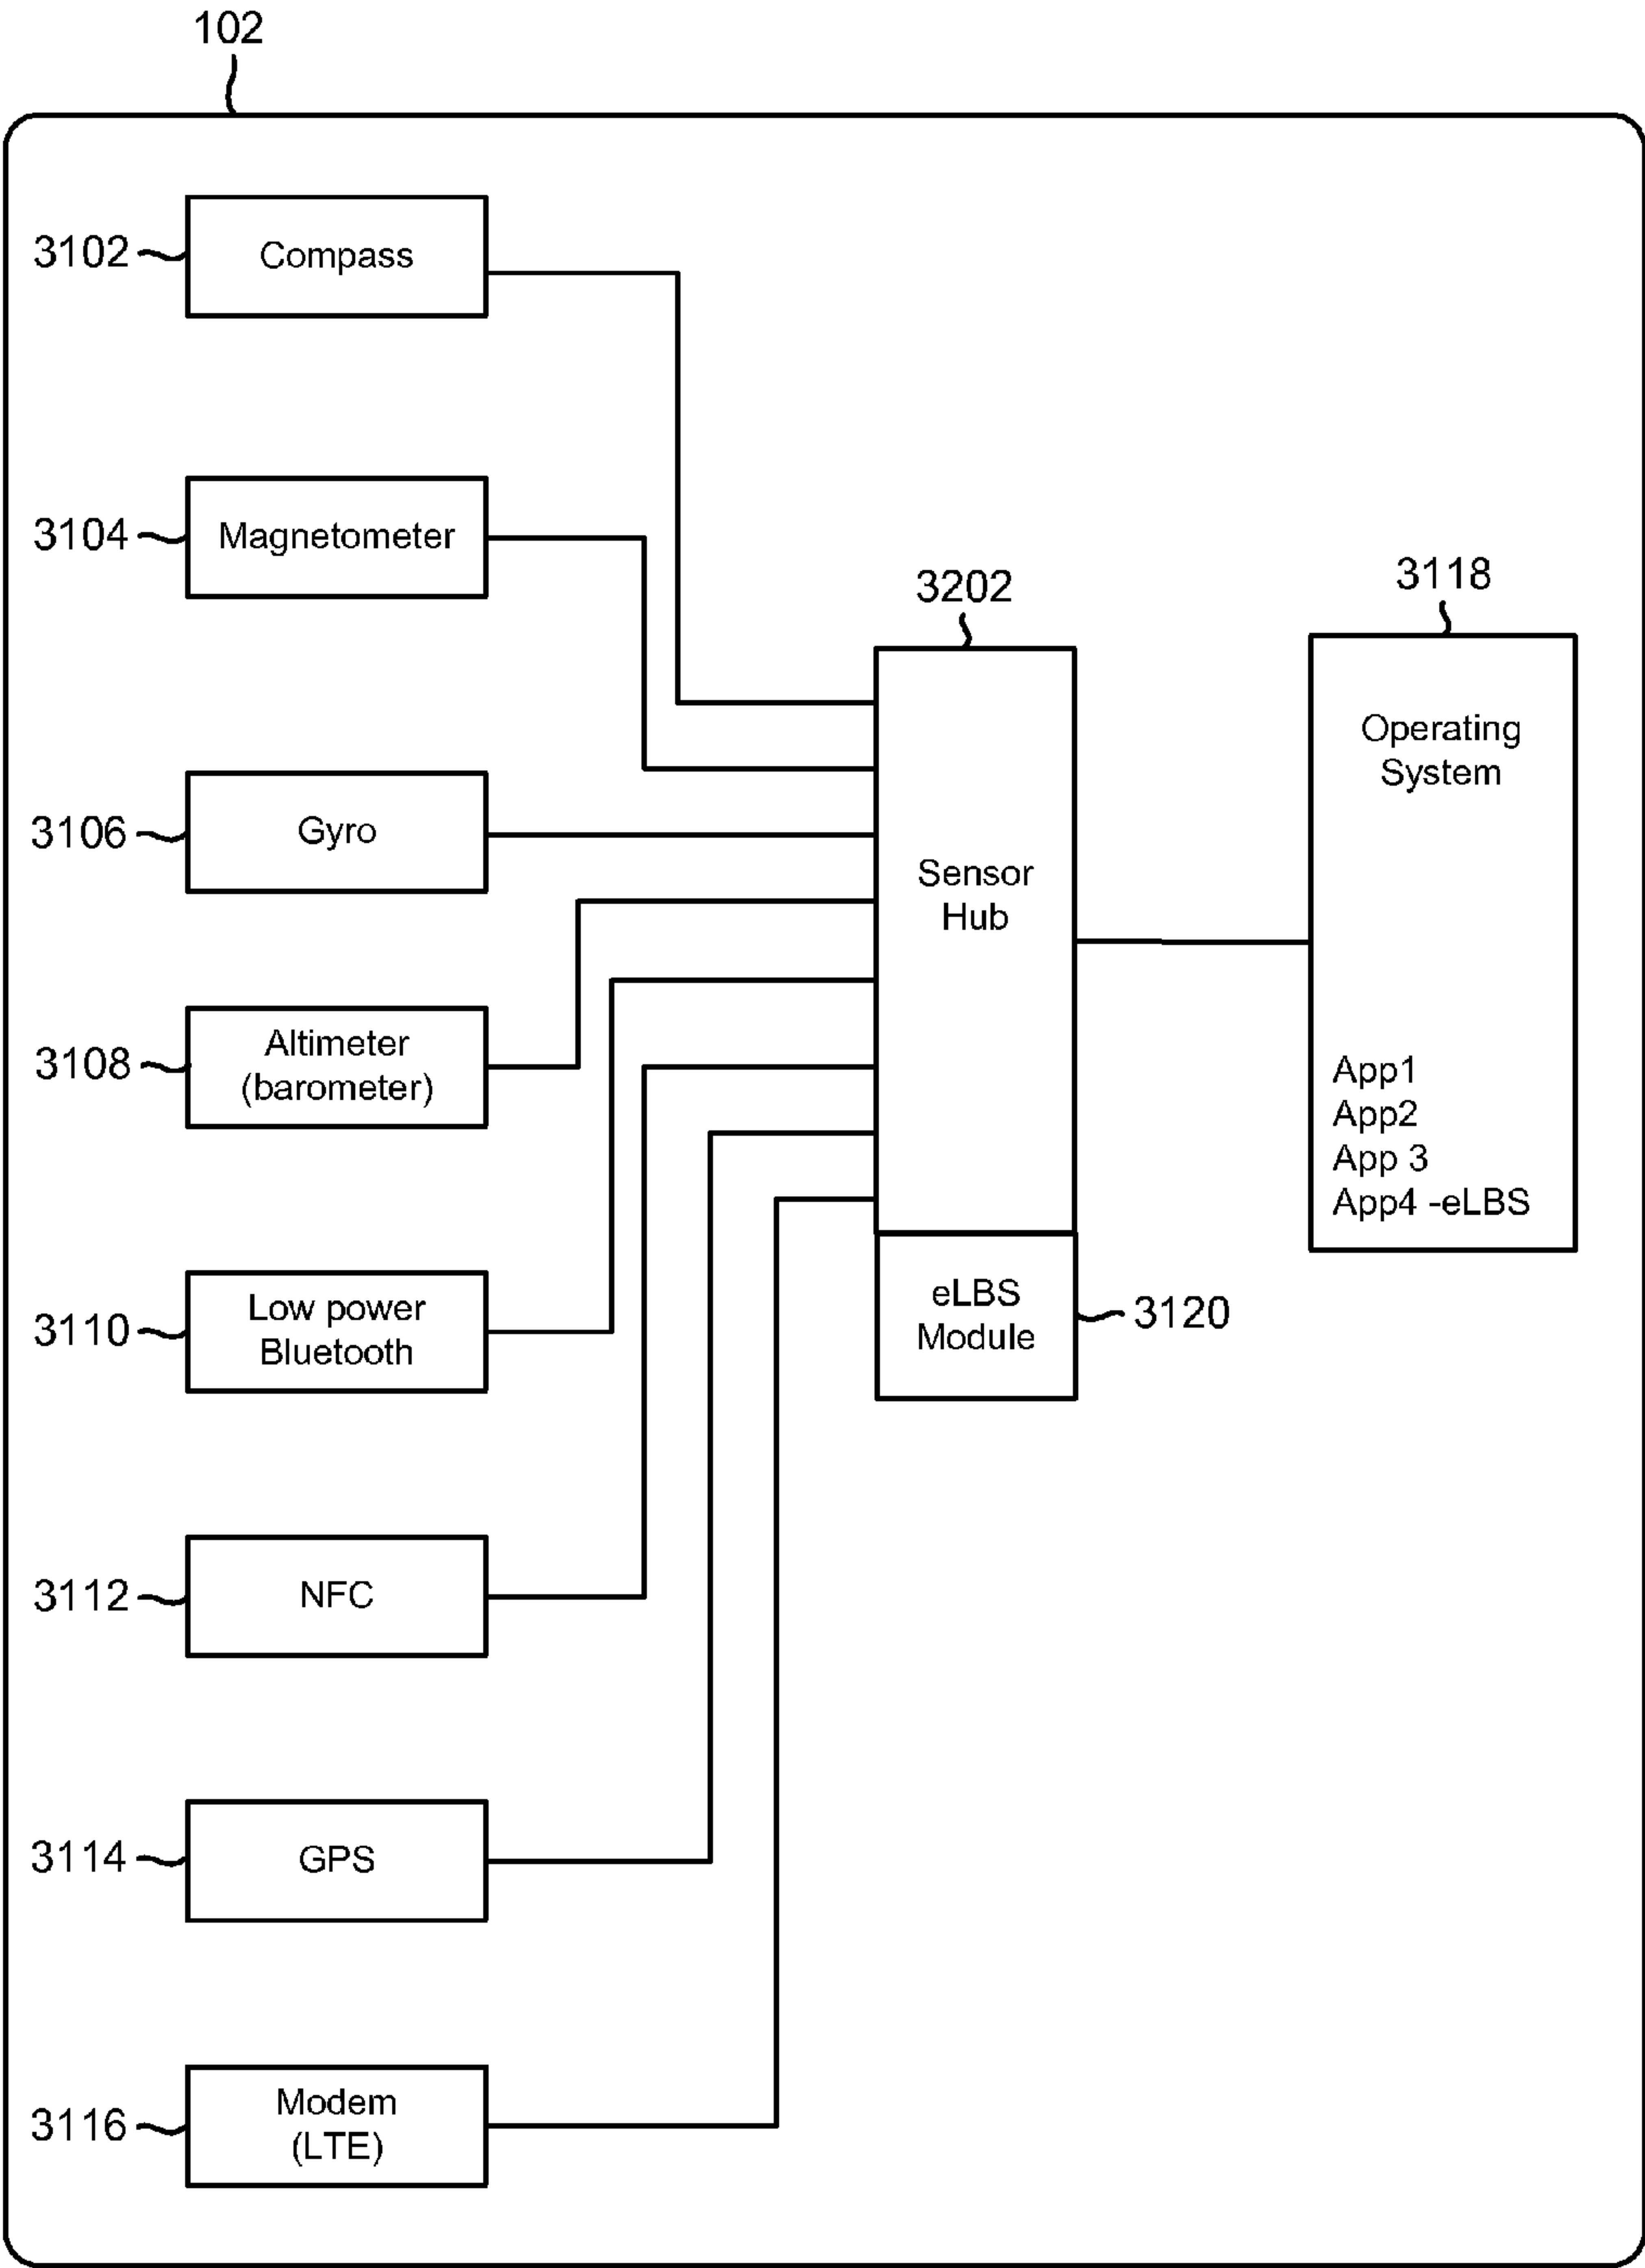 102
3102
Compass
3104
Magnetometer
3202
3118
Operating
System
3106
Gyro
Sensor
Hub
3108
Altimeter
(barometer)
App1
App2
App 3
App4 -eLBS
3110
Low power
Bluetooth
eLBS
Module
3120
3112
NFC
3114
GPS
3116
Modem
(LTE)